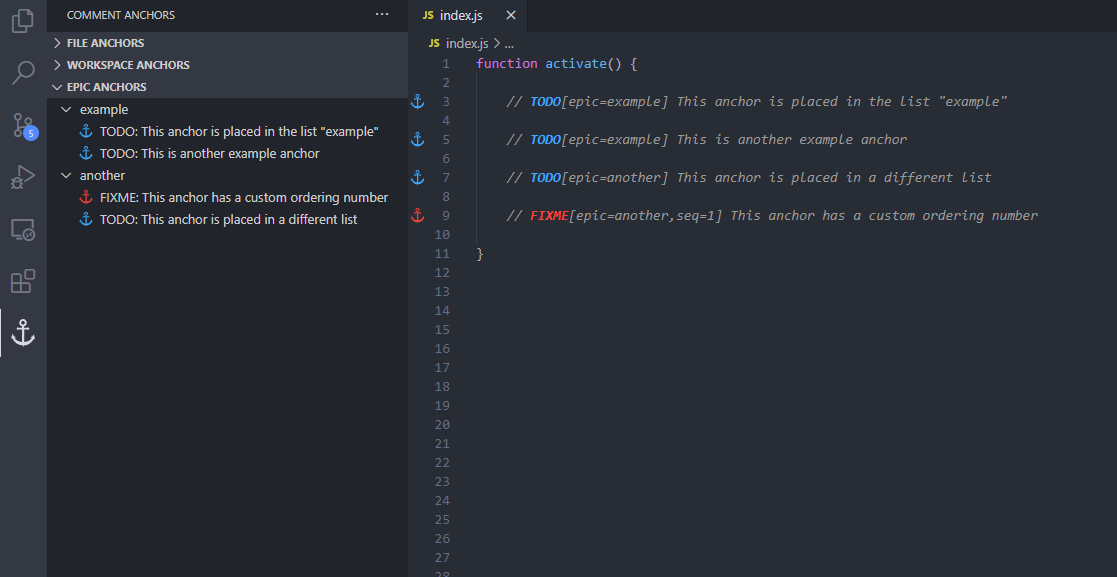 COMMENT ANCHORS ...
FILE ANCHORS
WORKSPACE ANCHORS
EPIC ANCHORS
example
TODO: This anchor is placed in the list "example"
TODO: This is another example anchor
another
FIXME: This anchor has a custom ordering number
TODO: This anchor is placed in a different list
5
JS index.js
JS index.js > ...
1 function activate() {
2
3 // TODO[epic=example] This anchor is placed in the list "example"
4
5 // TODO[epic=example] This is another example anchor
6
7 // TODO[epic=another] This anchor is placed in a different list
8
9 // FIXME[epic=another,seq=1] This anchor has a custom ordering number
10
11 }
12
13
14
15
16
17
18
19
20
21
22
23
24
25
26
27
28